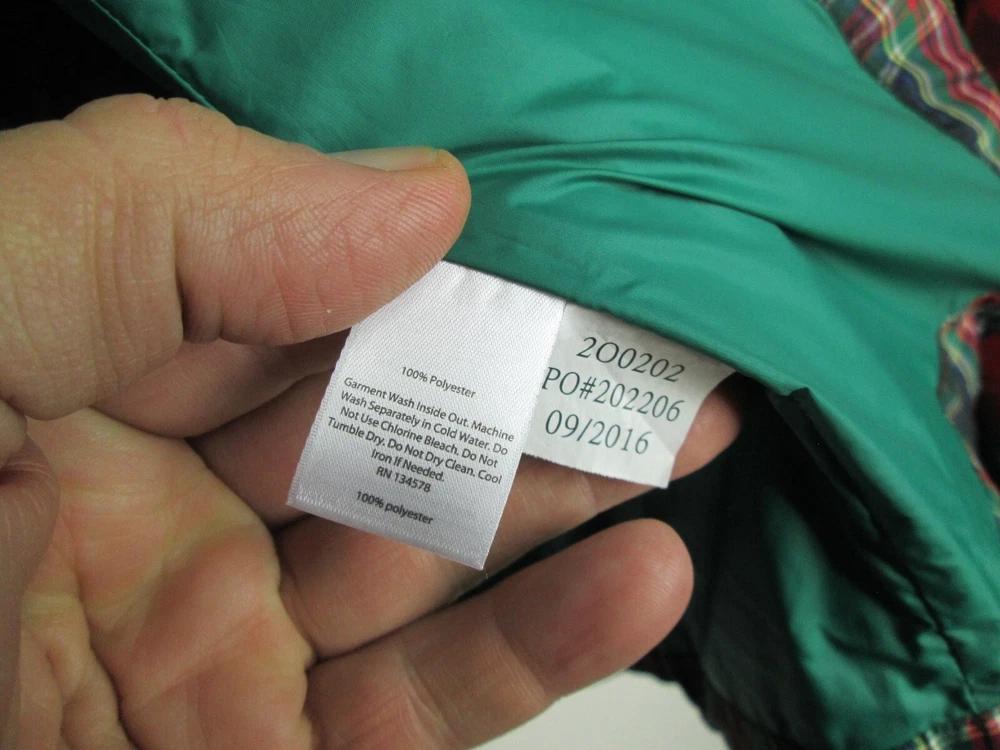 100% Polyester
Garment Wash Inside Out. Machine
Wash Separately in Cold Water. Do
Not Use Chlorine Bleach. Do Not
Tumble Dry. Do Not Dry Clean. Cool
Iron If Needed.
RN 134578
100% polyester
2O0202
PO#202206
09/2016